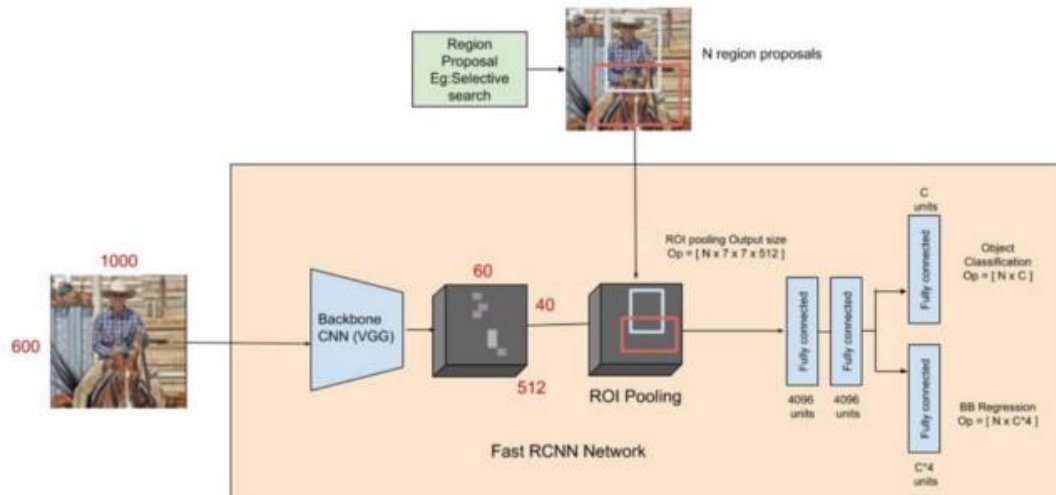 Region
Proposal
Eg:Selective
search
N region proposals
1000
600
Backbone
CNN (VGG)
60
40
512
ROI Pooling
ROI pooling Output size
Op = [ N x 7 x 7 x 512 ]
Fully connected
4096
units
Fully connected
4096
units
C
units
Fully connected
Object
Classification
Op = [ N x C ]
Fully connected
C*4
units
BB Regression
Op = [ N x C*4 ]
Fast RCNN Network